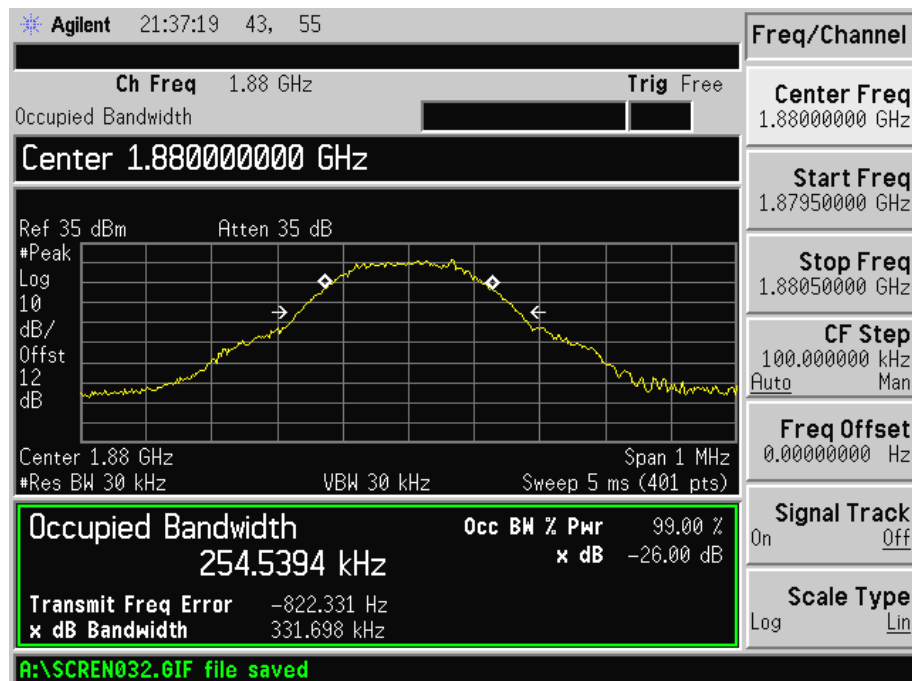 Agilent 21:37:19 43, 55
Freq/Channel
Ch Freq 1.88 GHz Trig Free
Occupied Bandwidth
Center 1.880000000 GHz
Ref 35 dBm Atten 35 dB
#Peak
Log
10
dB/
Offst
12
dB
Center 1.88 GHz Span 1 MHz
#Res BW 30 kHz VBW 30 kHz Sweep 5 ms (401 pts)
Occupied Bandwidth
254.5394 kHz
Occ BW % Pwr 99.00 %
x dB -26.00 dB
Transmit Freq Error -822.331 Hz
x dB Bandwidth 331.698 kHz
A:\SCREN032.GIF file saved
Center Freq
1.88000000 GHz
Start Freq
1.87950000 GHz
Stop Freq
1.88050000 GHz
CF Step
100.000000 kHz
Auto Man
Freq Offset
0.00000000 Hz
Signal Track
On Off
Scale Type
Log Lin